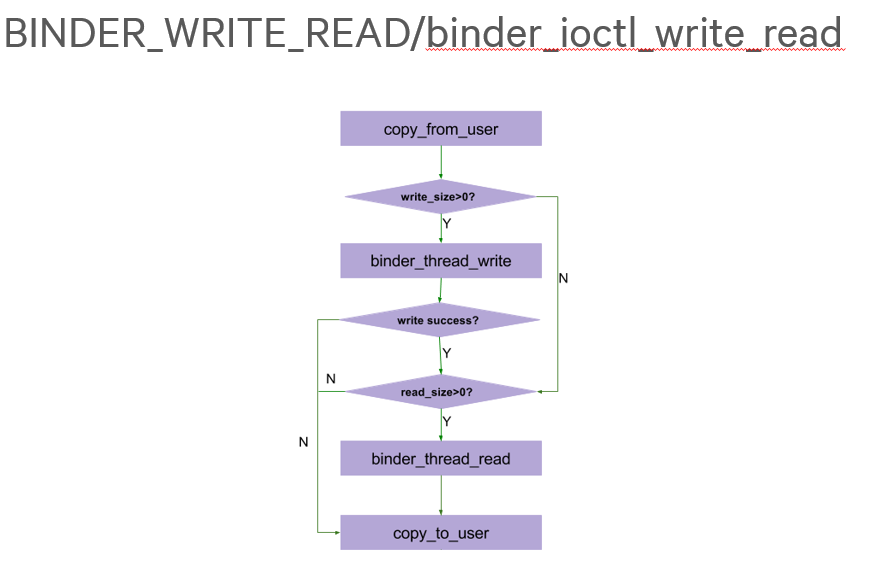 BINDER_WRITE_READ/binder_ioctl_write_read
copy_from_user
write_size>0?
Y
binder_thread_write
N
write success?
Y
N
read_size>0?
Y
N
binder_thread_read
copy_to_user